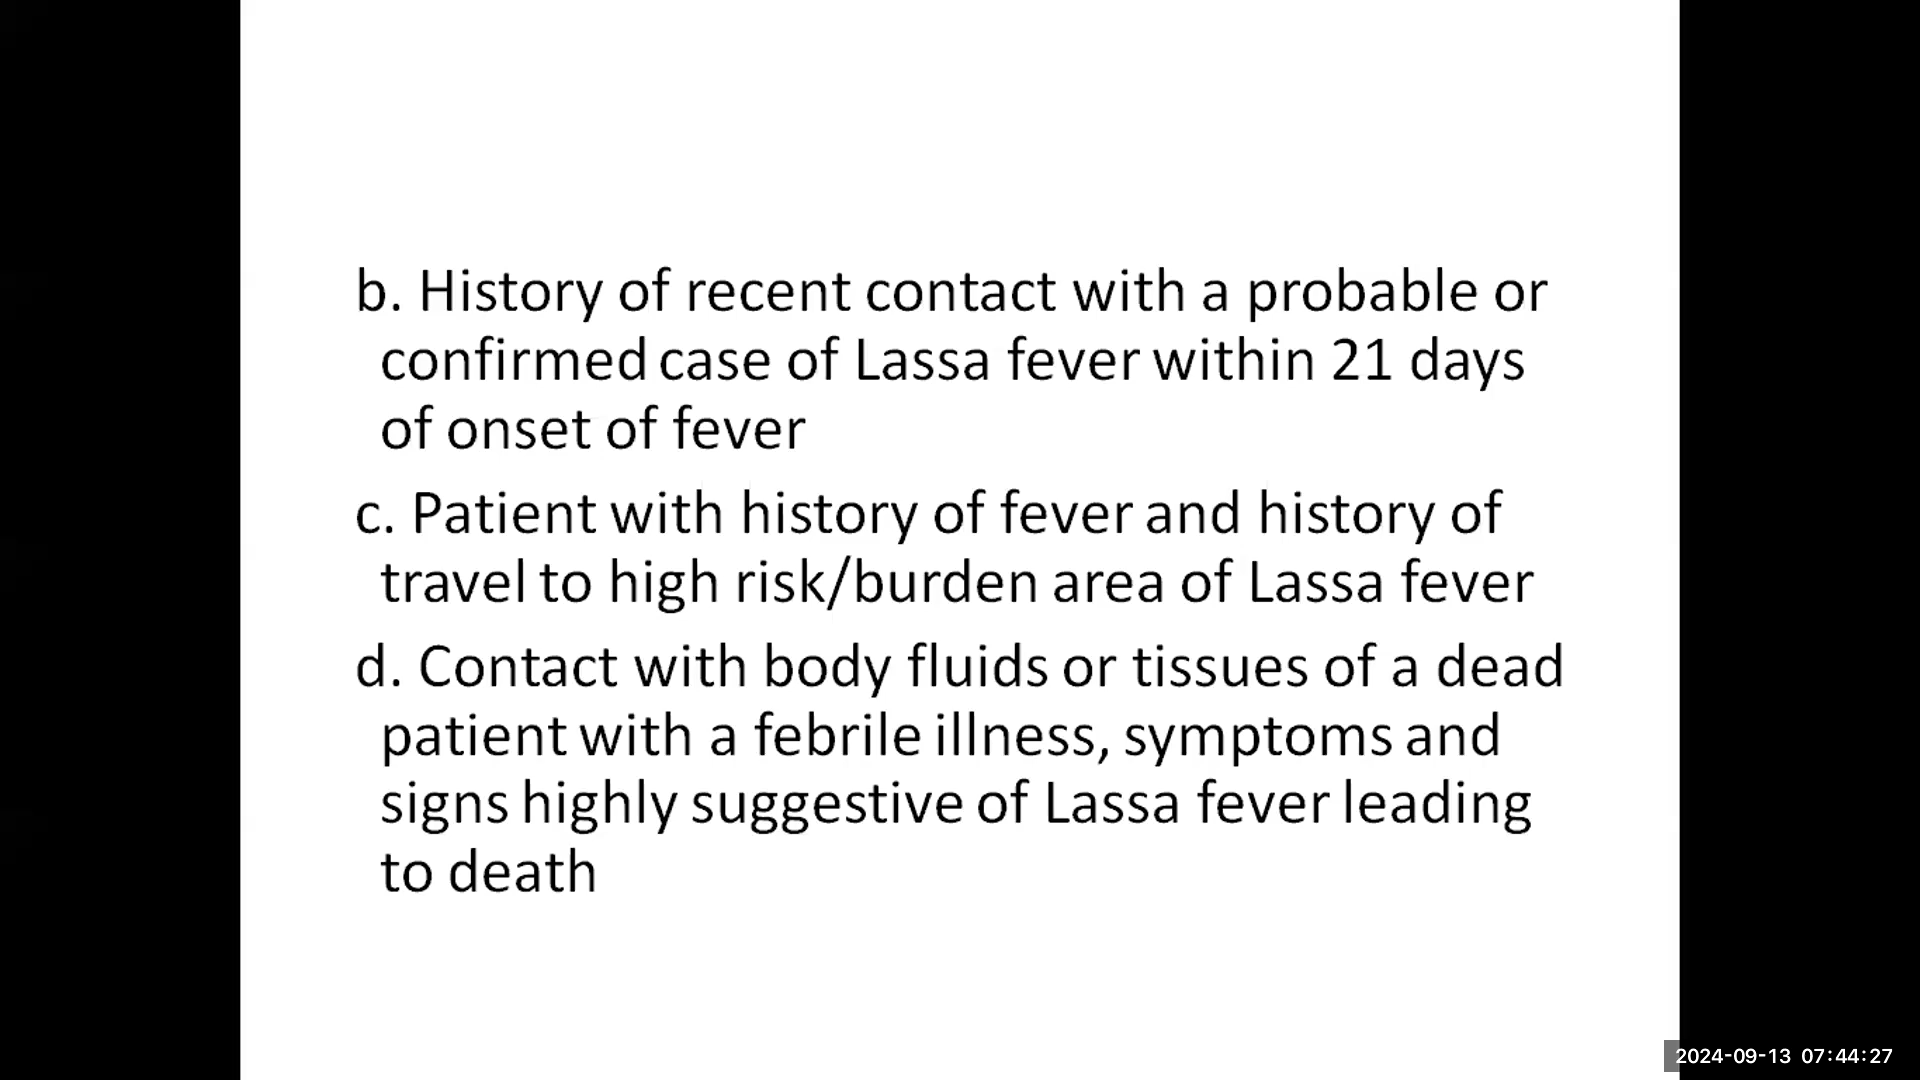 b. History of recent contact with a probable or
confirmed case of Lassa fever within 21 days
of onset of fever
c. Patient with history of fever and history of
travel to high risk/burden area of Lassa fever
d. Contact with body fluids or tissues of a dead
patient with a febrile illness, symptoms and
signs highly suggestive of Lassa fever leading
to death
2024-09-13 07:44:27